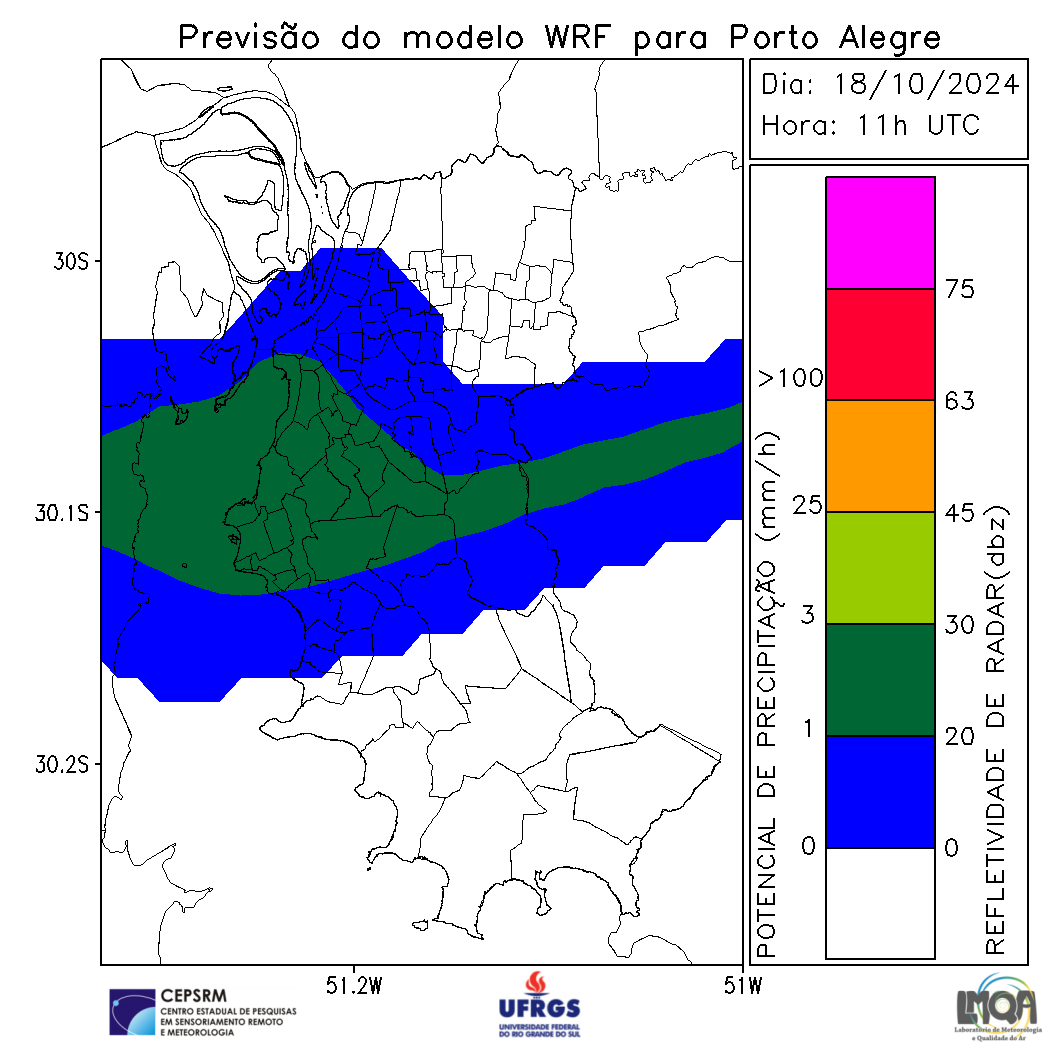 Previsão do modelo WRF para Porto Alegre
Dia: 18/10/2024
Hora: 11h UTC
30S
30.1S
30.2S
51.2W
51W
POTENCIAL DE PRECIPITAÇÃO (mm/h)
>100
25
3
1
0
75
63
45
30
20
0
REFLETIVIDADE DE RADAR(dbz)
CEPSRM
CENTRO ESTADUAL DE PESQUISAS
EM SENSORIAMENTO REMOTO
E METEOROLOGIA
UFRGS
UNIVERSIDADE FEDERAL
DO RIO GRANDE DO SUL
LMQA
Laboratório de Meteorologia
e Qualidade do Ar